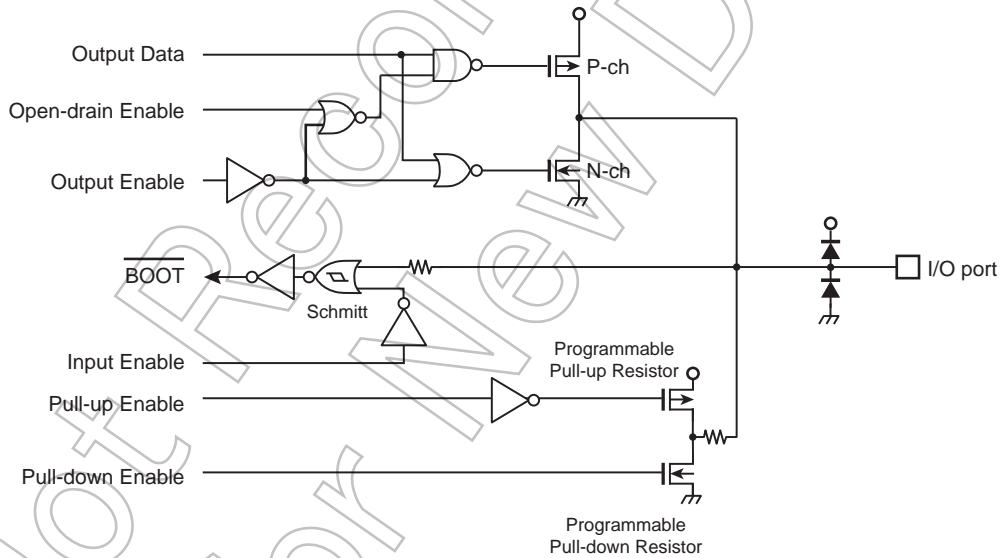 Output Data
P-ch
Open-drain Enable
N-ch
Output Enable
BOOT
I/O port
Schmitt
Input Enable
Programmable
Pull-up Resistor
Pull-up Enable
Pull-down Enable
Programmable
Pull-down Resistor